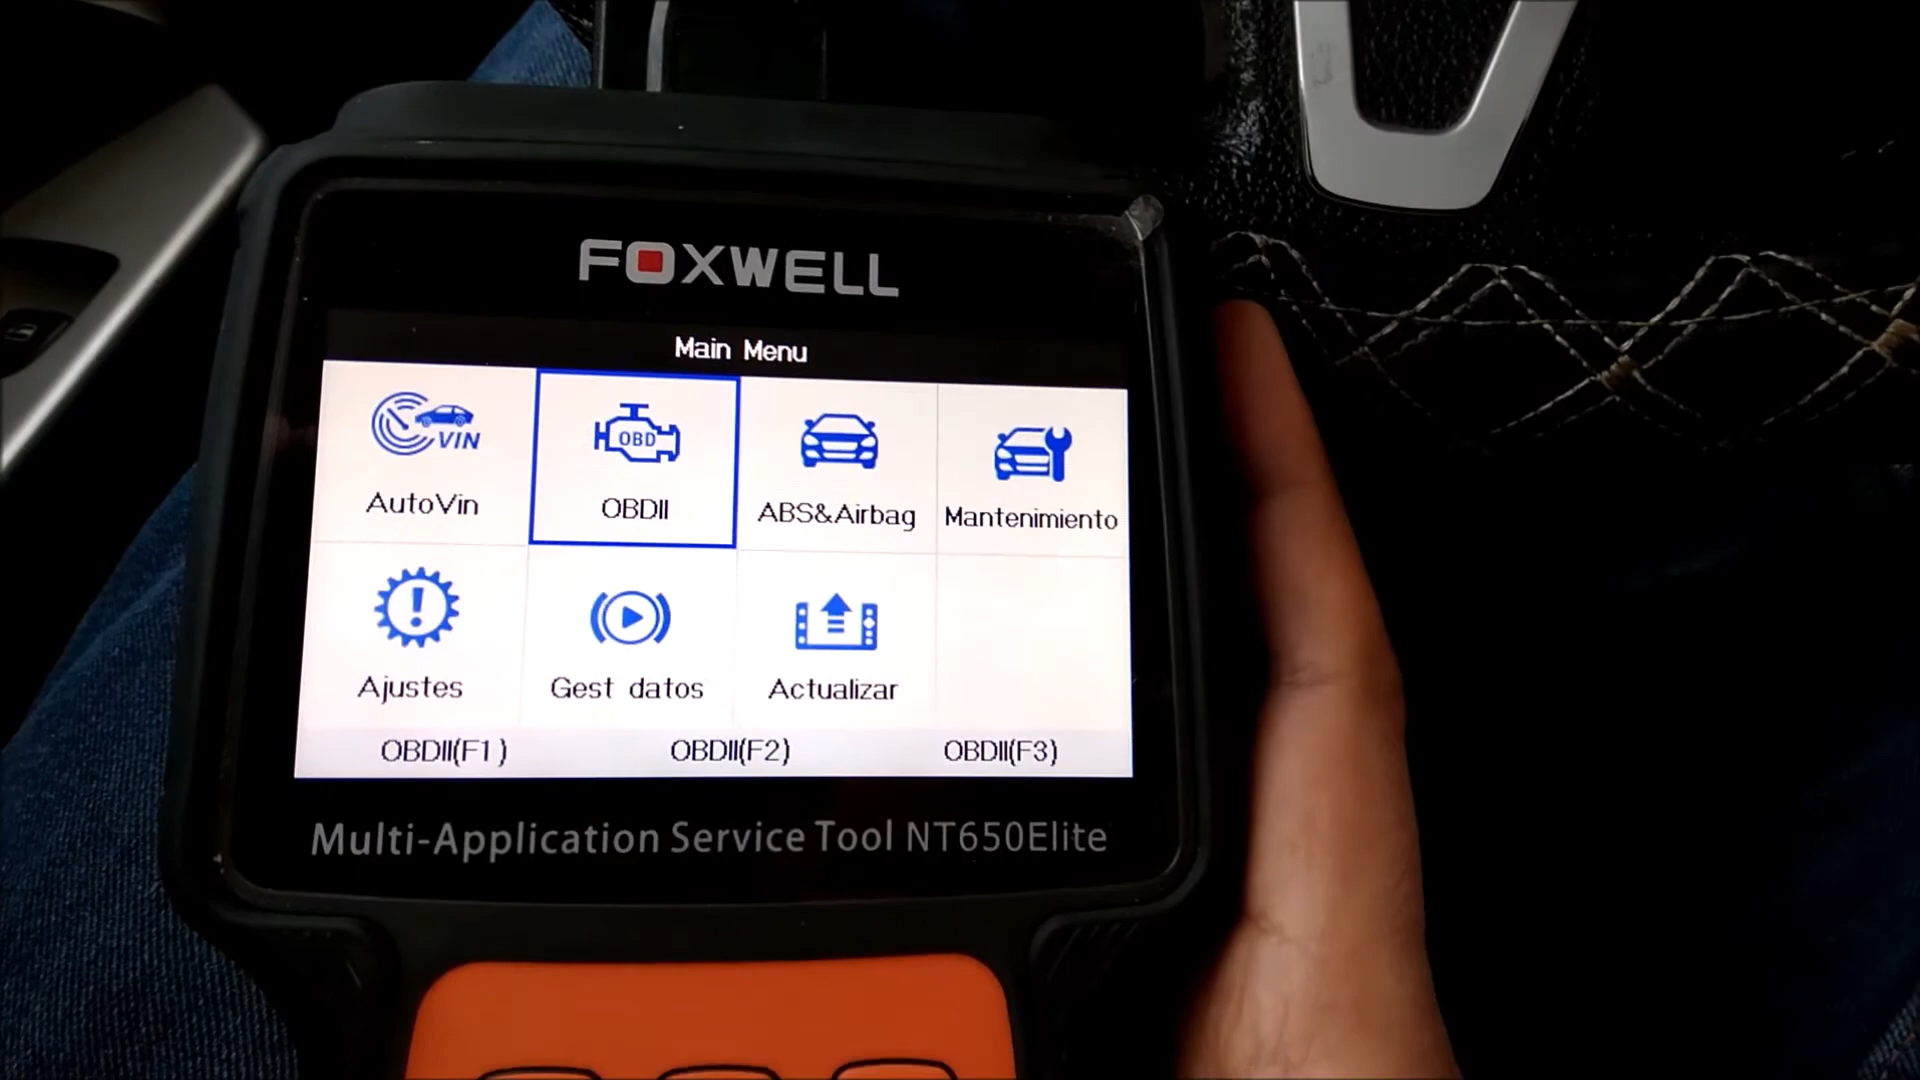 FOXWELL
Main Menu
VIN
OBD
AutoVin
OBDII
ABS&Airbag
Mantenimiento
Ajustes
Gest datos
Actualizar
OBDII(F1)
OBDII(F2)
OBDII(F3)
Multi-Application Service Tool NT650Elite